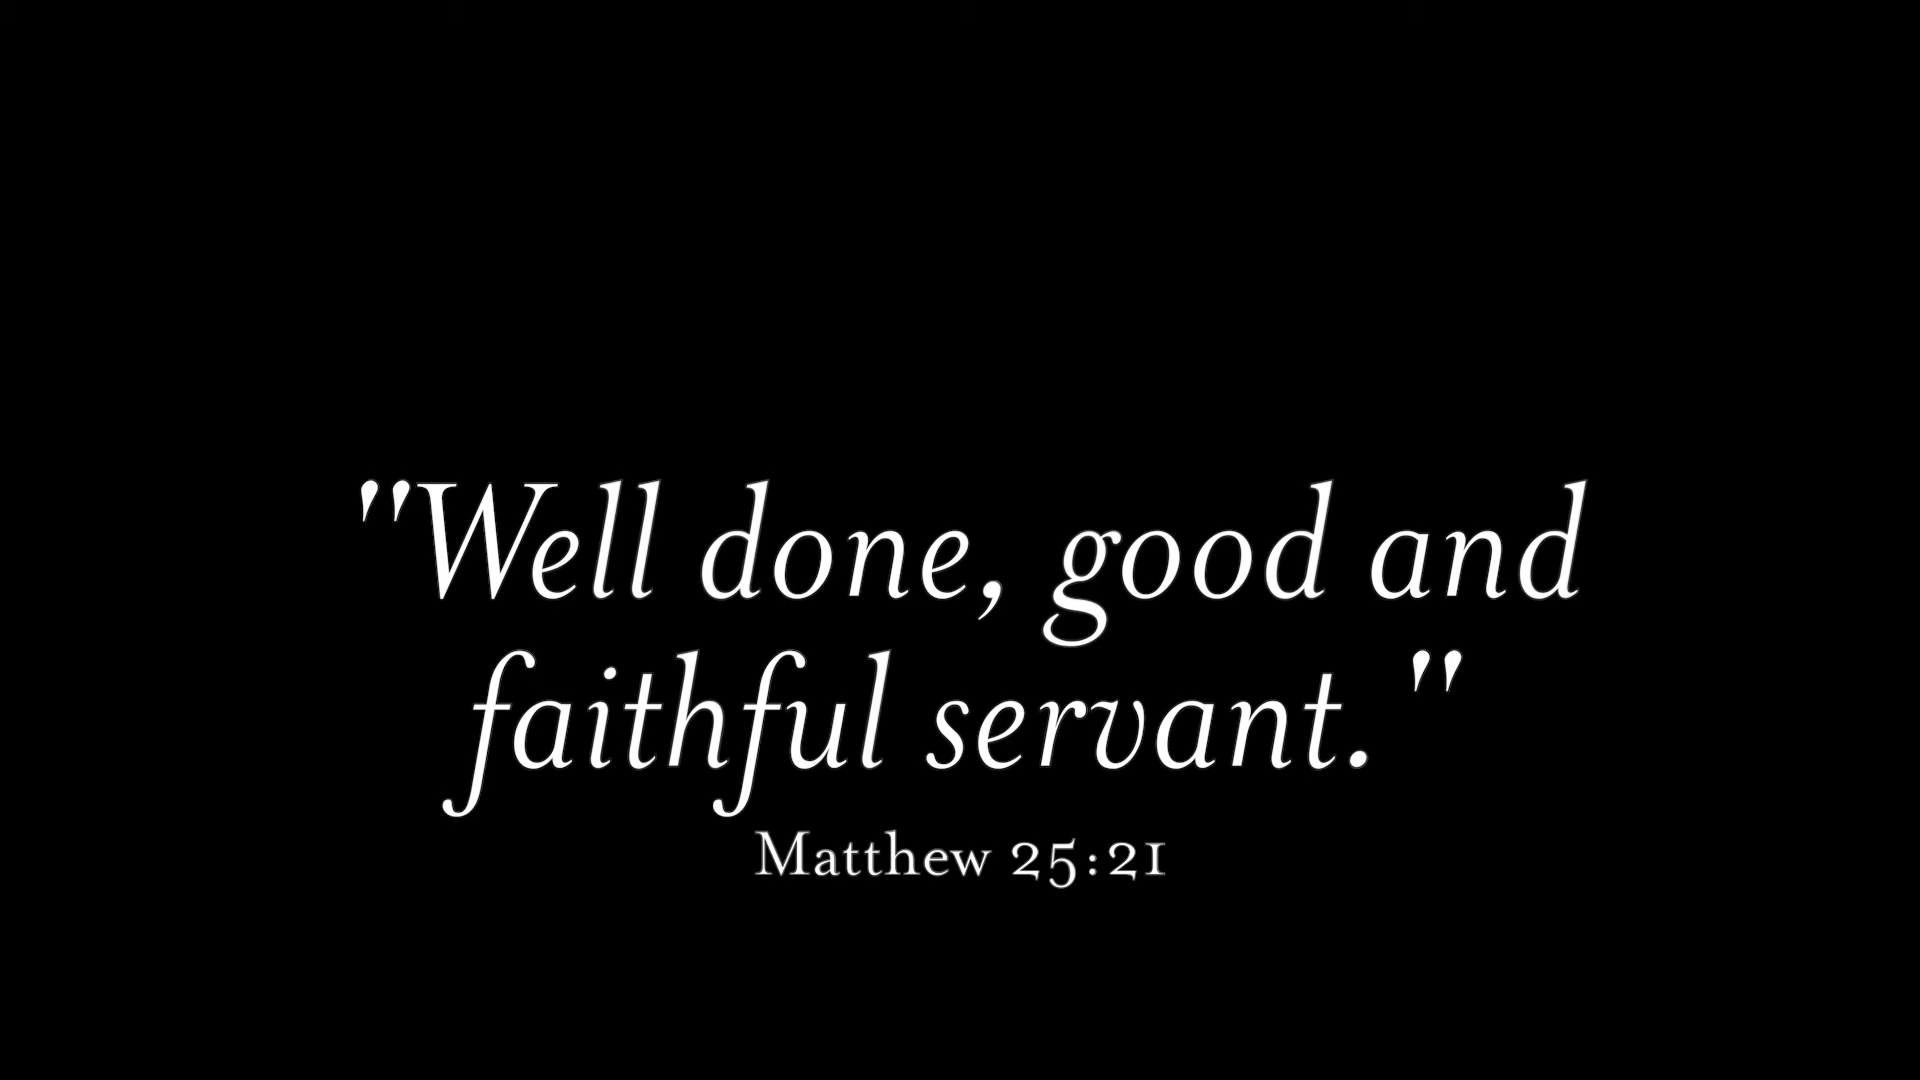 "Well done, good and
faithful servant."
Matthew 25:21